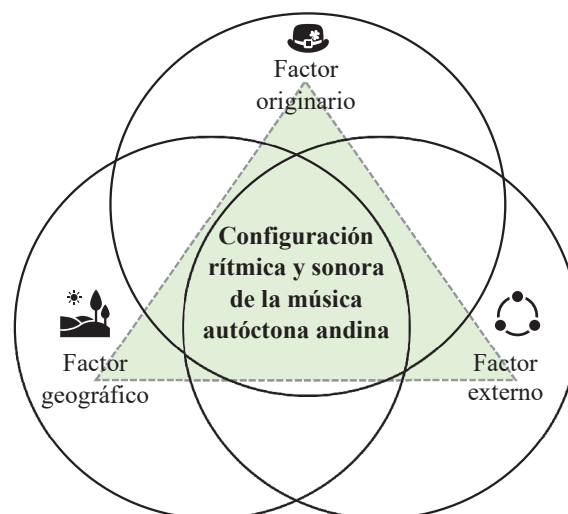 Factor
originario
Configuración
rítmica y sonora
de la música
autóctona andina
Factor
geográfico
Factor
externo